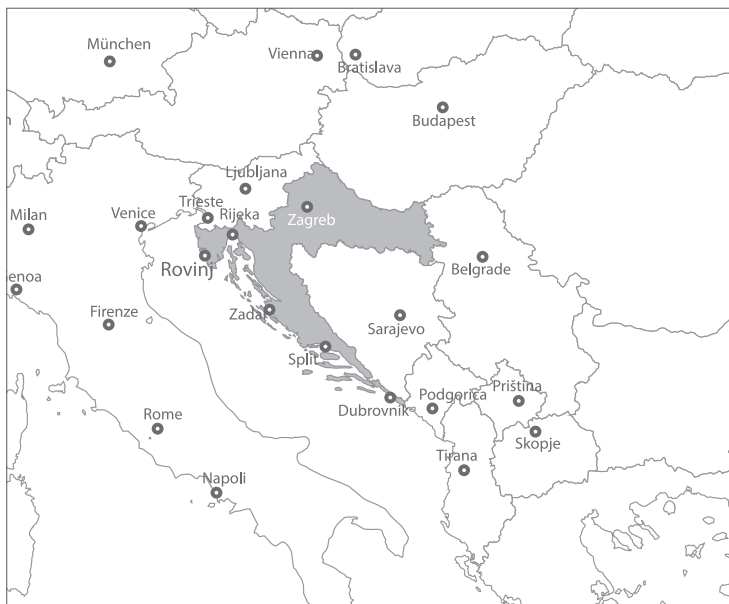 München
Vienna
Bratislava
Budapest
Ljubljana
Trieste
Rijeka
Zagreb
Milan
Venice
Rovinj
Belgrade
enoa
Firenze
Zadar
Sarajevo
Split
Podgorica
Priština
Dubrovnik
Rome
Skopje
Tirana
Napoli